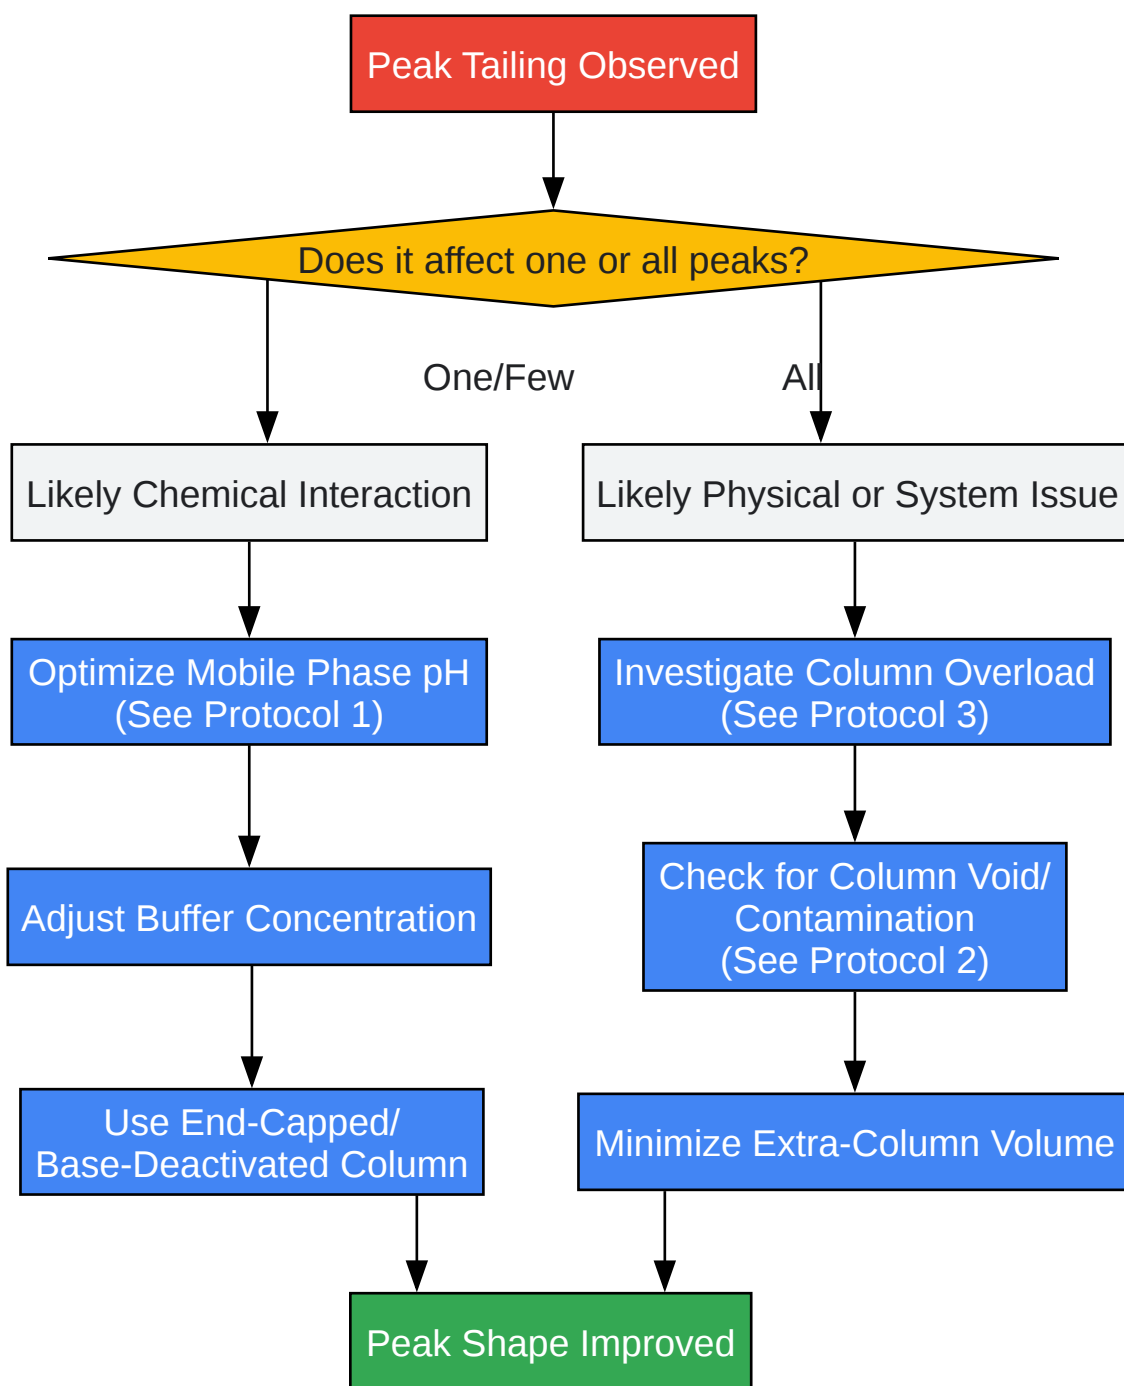 Peak Tailing Observed
Does it affect one or all peaks?
One/Few
All
Likely Chemical Interaction
Likely Physical or System Issue
Optimize Mobile Phase pH
(See Protocol 1)
Investigate Column Overload
(See Protocol 3)
Adjust Buffer Concentration
Check for Column Void/
Contamination
(See Protocol 2)
Use End-Capped/
Base-Deactivated Column
Minimize Extra-Column Volume
Peak Shape Improved